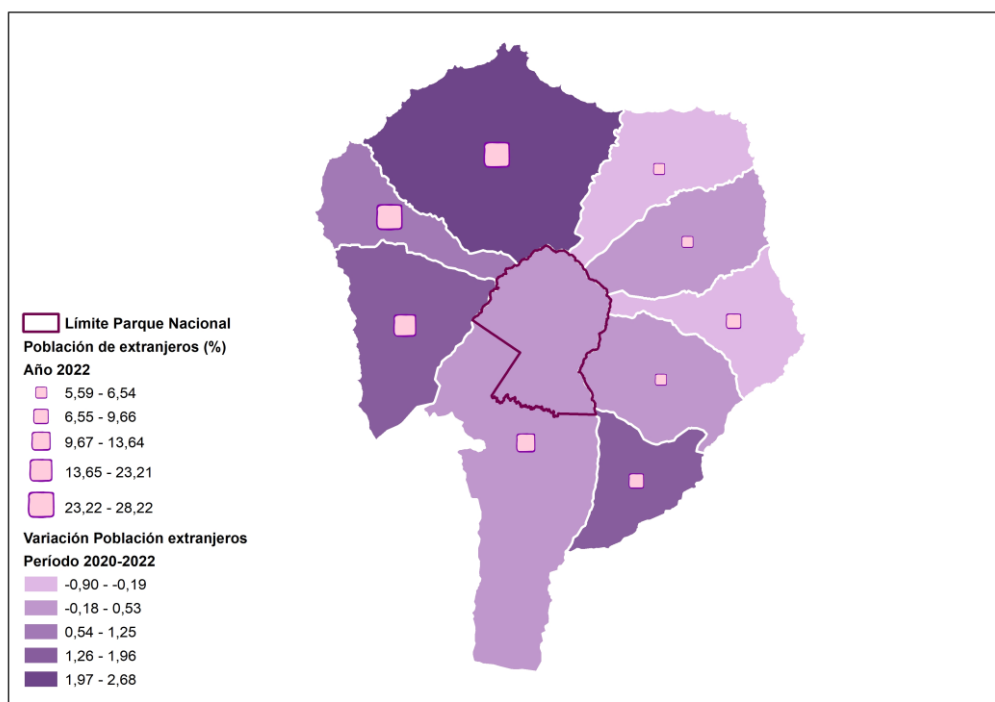 Límite Parque Nacional
Población de extranjeros (%)
Año 2022
5,59 - 6,54
6,55 - 9,66
9,67 - 13,64
13,65 - 23,21
23,22 - 28,22
Variación Población extranjeros
Período 2020-2022
-0,90 - -0,19
-0,18 - 0,53
0,54 - 1,25
1,26 - 1,96
1,97 - 2,68